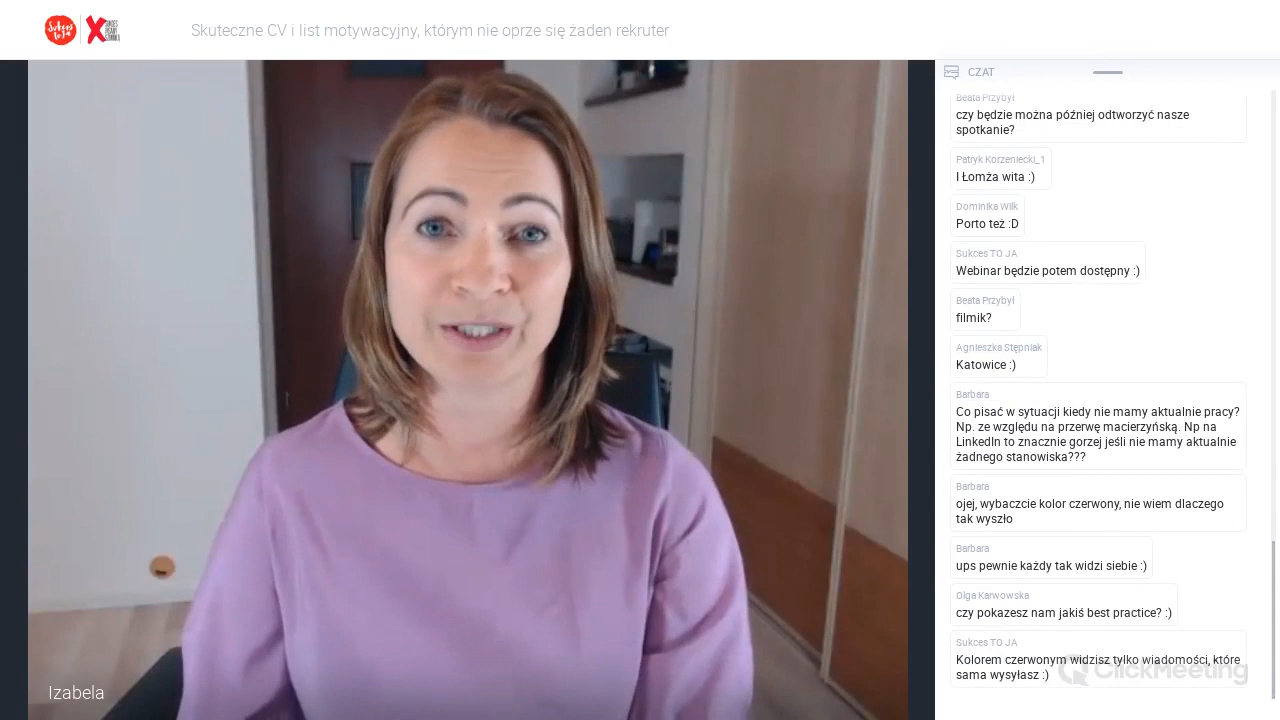 Sukces to Ja
Skuteczne CV i list motywacyjny, którym nie oprze się żaden rekruter
CZAT
Beata Przybył
czy będzie można później odtworzyć nasze
spotkanie?
Patryk Korzeniecki_1
I Łomża wita :)
Dominika Wilk
Porto też :D
Sukces TO JA
Webinar będzie potem dostępny :)
Beata Przybył
filmik?
Agnieszka Stępniak
Katowice :)
Barbara
Co pisać w sytuacji kiedy nie mamy aktualnie pracy?
Np. ze względu na przerwę macierzyńską. Np na
LinkedIn to znacznie gorzej jeśli nie mamy aktualnie
żadnego stanowiska???
Barbara
ojej, wybaczcie kolor czerwony, nie wiem dlaczego
tak wyszło
Barbara
ups pewnie każdy tak widzi siebie :)
Olga Karwowska
czy pokazesz nam jakiś best practice? :)
Sukces TO JA
Kolorem czerwonym widzisz tylko wiadomości, które
sama wysyłasz :)
ClickMeeting
Izabela